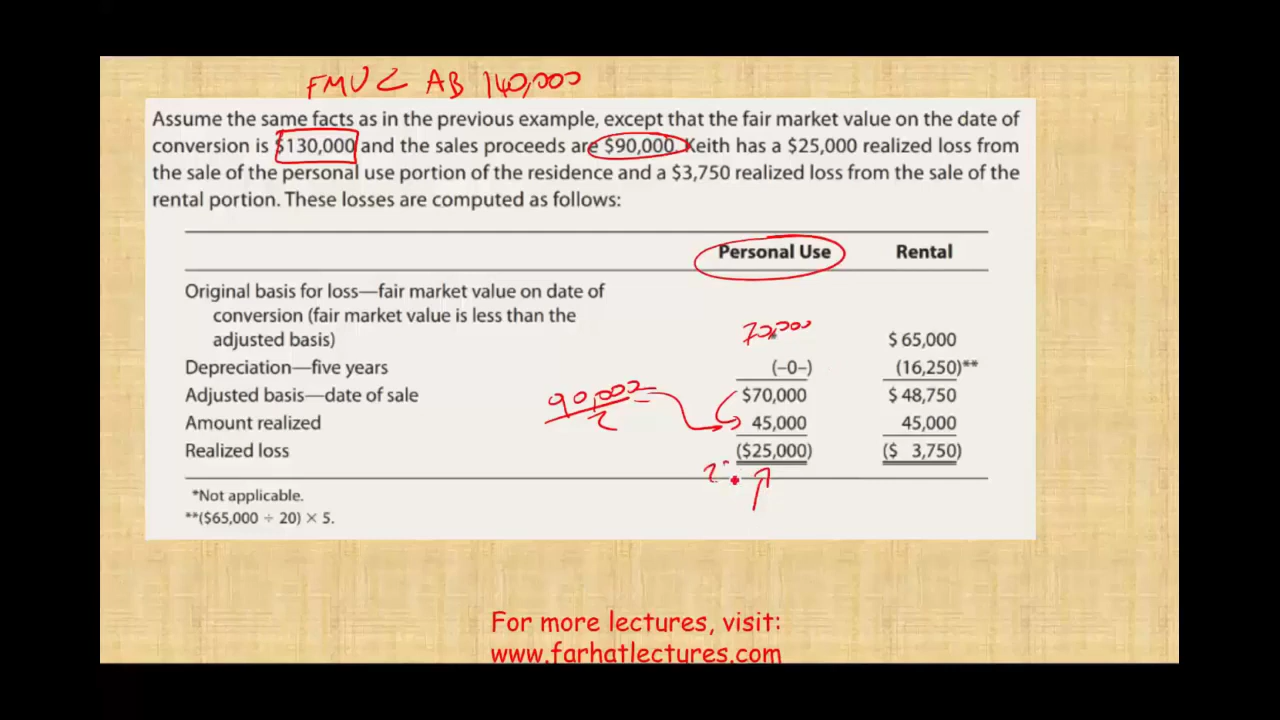 FMV < AB 140,000
Assume the same facts as in the previous example, except that the fair market value on the date of
conversion is $130,000 and the sales proceeds are $90,000. Keith has a $25,000 realized loss from
the sale of the personal use portion of the residence and a $3,750 realized loss from the sale of the
rental portion. These losses are computed as follows:
Personal Use Rental
Original basis for loss—fair market value on date of
conversion (fair market value is less than the
70,000
adjusted basis) * $ 65,000
Depreciation—five years (–0–) (16,250)**
Adjusted basis—date of sale $70,000 $ 48,750
90,000
2
Amount realized 45,000 45,000
Realized loss ($25,000) ($ 3,750)
*Not applicable.
**($65,000 ÷ 20) × 5.
For more lectures, visit:
www.farhatlectures.com